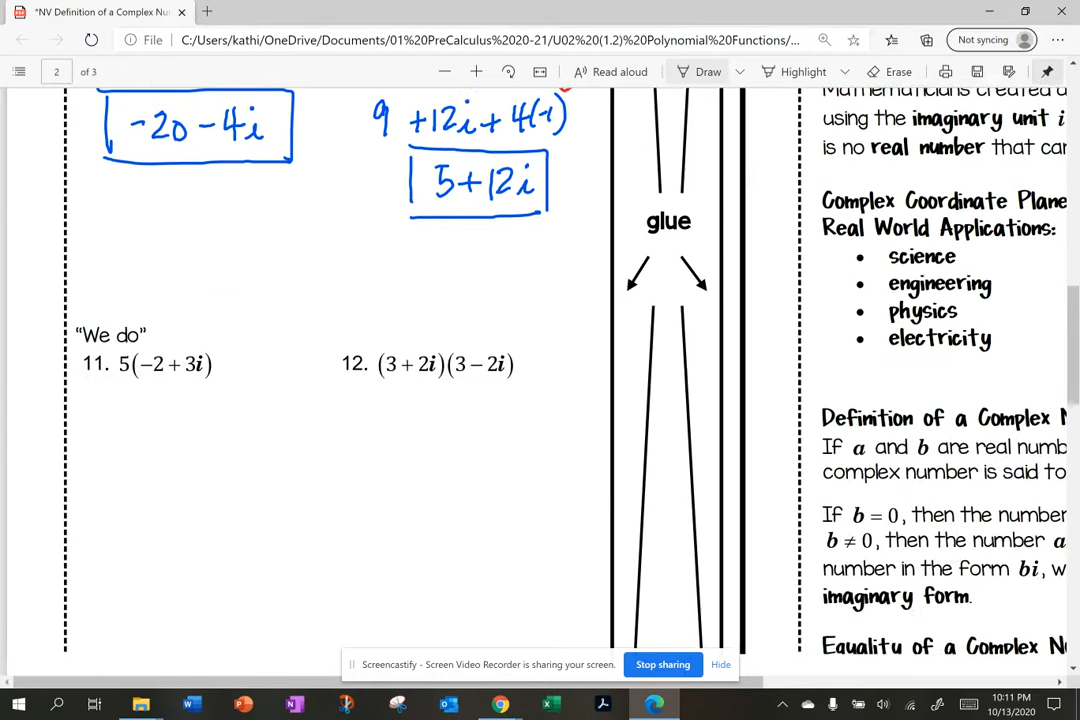 *NV Definition of a Complex Nu
File
C:/Users/kathi/OneDrive/Documents/01%20PreCalculus%2020-21/U02%20(1.2)%20Polynomial%20Functions/...
Not syncing
2 of 3
Read aloud
Draw
Highlight
Erase
-20 - 4i
9 + 12i + 4(-1)
5 + 12i
"We do"
11. 5(−2 + 3i)
12. (3 + 2i)(3 − 2i)
glue
Mathematicians created a
using the imaginary unit i
is no real number that can
Complex Coordinate Plane
Real World Applications:
• science
• engineering
• physics
• electricity
Definition of a Complex N
If a and b are real numb
complex number is said to
If b = 0, then the number
b ≠ 0, then the number a
number in the form bi, w
imaginary form.
Equality of a Complex N
Screencastify - Screen Video Recorder is sharing your screen.
Stop sharing
Hide
10:11 PM
10/13/2020